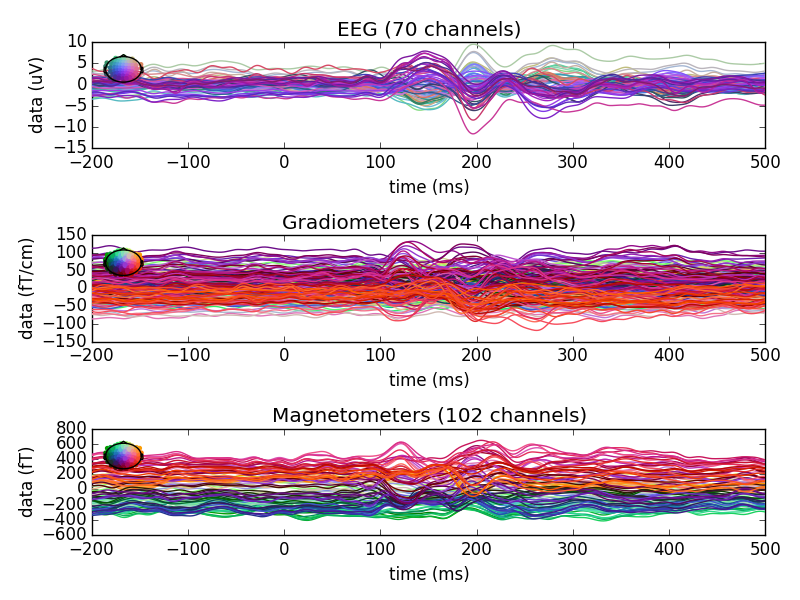 EEG (70 channels)
data (uV)
10
5
0
−5
−10
−15
−200 −100 0 100 200 300 400 500
time (ms)
Gradiometers (204 channels)
data (fT/cm)
150
100
50
0
−50
−100
−150
−200 −100 0 100 200 300 400 500
time (ms)
Magnetometers (102 channels)
data (fT)
800
600
400
200
0
−200
−400
−600
−200 −100 0 100 200 300 400 500
time (ms)